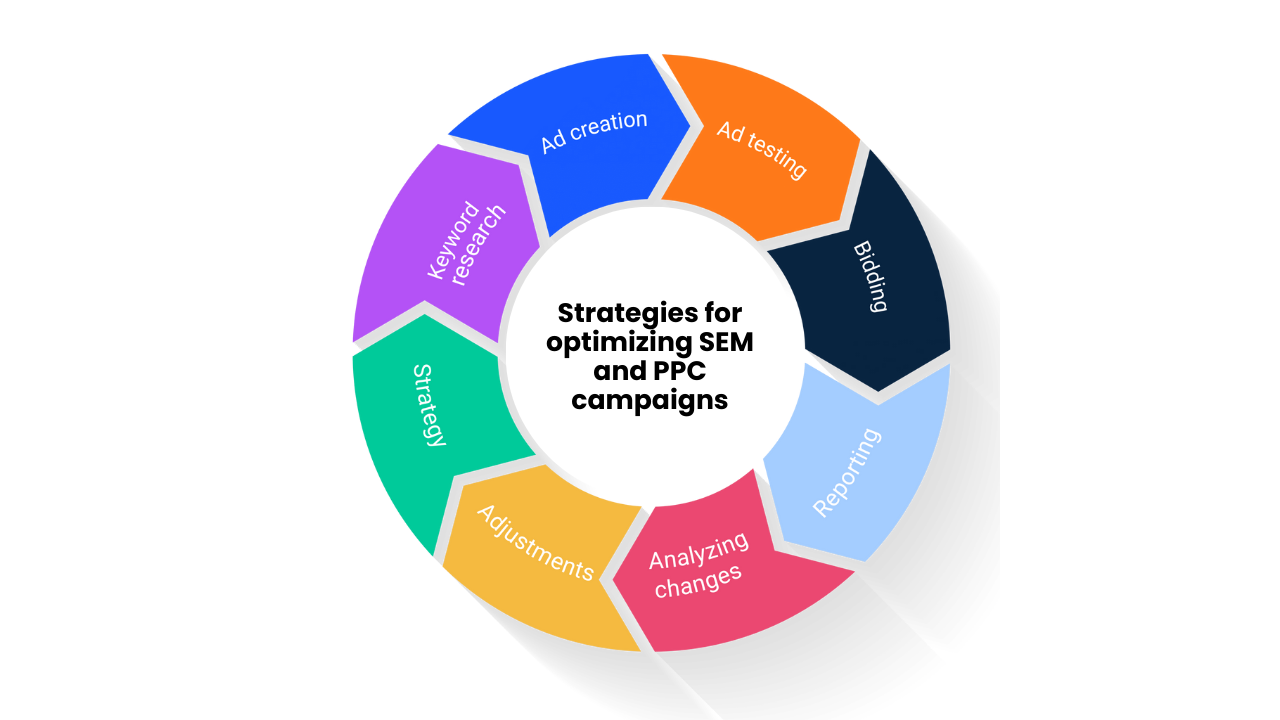 Ad creation
Ad testing
Bidding
Reporting
Analyzing
changes
Adjustments
Strategy
Keyword
research
Strategies for
optimizing SEM
and PPC
campaigns